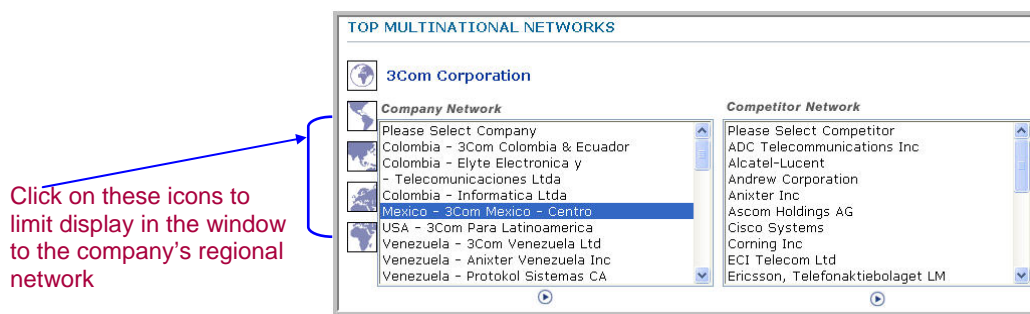 TOP MULTINATIONAL NETWORKS
3Com Corporation
Company Network
Please Select Company
Colombia - 3Com Colombia & Ecuador
Colombia - Elyte Electronica y
- Telecomunicaciones Ltda
Colombia - Informatica Ltda
Mexico - 3Com Mexico - Centro
USA - 3Com Para Latinoamerica
Venezuela - 3Com Venezuela Ltd
Venezuela - Anixter Venezuela Inc
Venezuela - Protokol Sistemas CA
Competitor Network
Please Select Competitor
ADC Telecommunications Inc
Alcatel-Lucent
Andrew Corporation
Anixter Inc
Ascom Holdings AG
Cisco Systems
Corning Inc
ECI Telecom Ltd
Ericsson, Telefonaktiebolaget LM
Click on these icons to
limit display in the window
to the company's regional
network